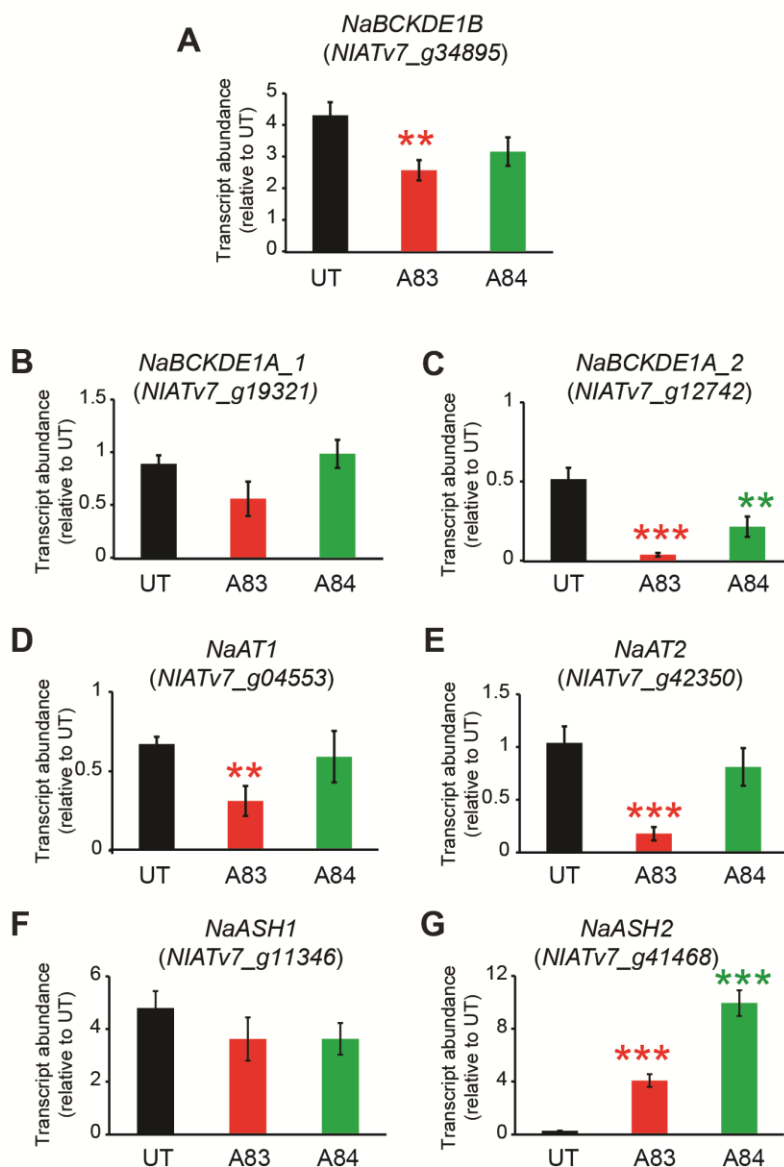 A
NaBCKDE1B
(NIATv7_g34895)
Transcript abundance
(relative to UT)
5
4
3
2
1
0
**
UT A83 A84
B
NaBCKDE1A_1
(NIATv7_g19321)
Transcript abundance
(relative to UT)
1.5
1
0.5
0
UT A83 A84
C
NaBCKDE1A_2
(NIATv7_g12742)
Transcript abundance
(relative to UT)
1
0.5
0
*** **
UT A83 A84
D
NaAT1
(NIATv7_g04553)
Transcript abundance
(relative to UT)
1
0.5
0
**
UT A83 A84
E
NaAT2
(NIATv7_g42350)
Transcript abundance
(relative to UT)
1.5
1
0.5
0
***
UT A83 A84
F
NaASH1
(NIATv7_g11346)
Transcript abundance
(relative to UT)
6
4
2
0
UT A83 A84
G
NaASH2
(NIATv7_g41468)
Transcript abundance
(relative to UT)
12
8
4
0
***
***
UT A83 A84